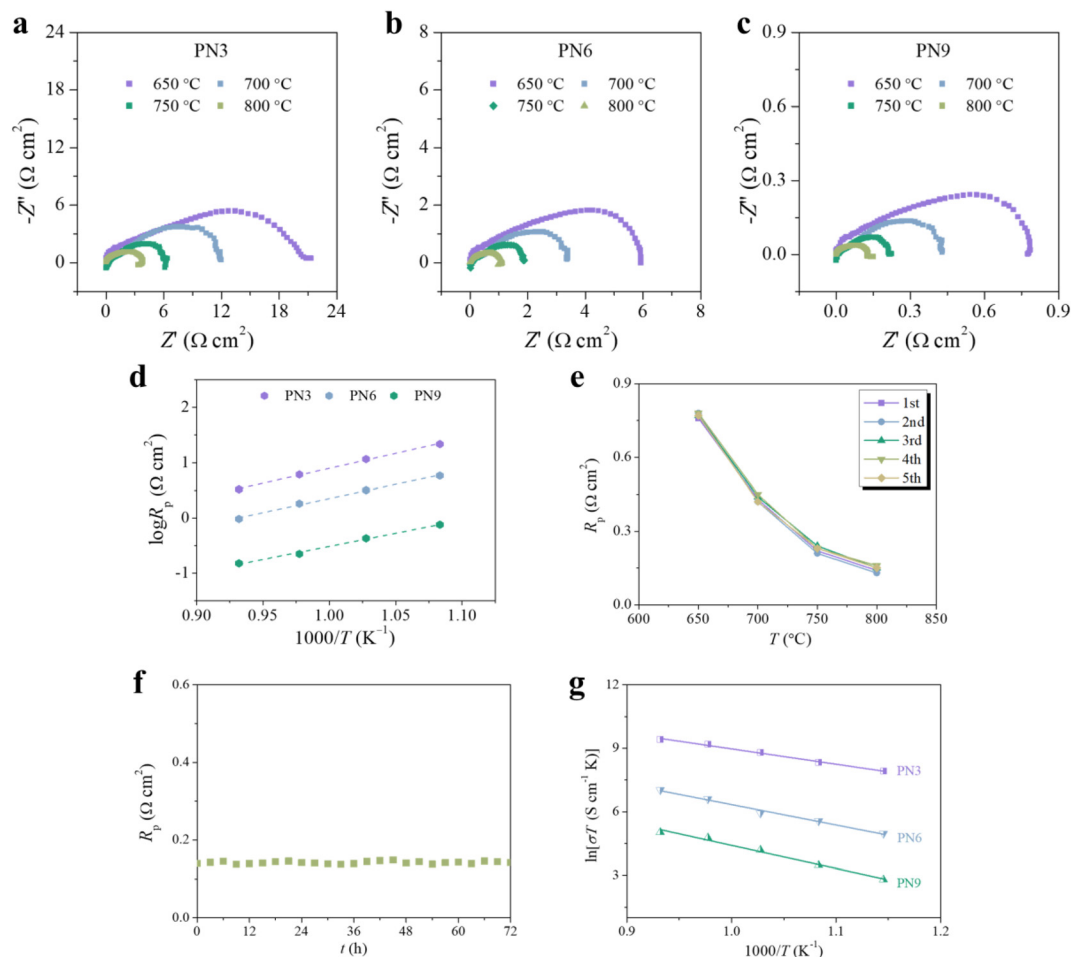 a
PN3
650 °C
700 °C
750 °C
800 °C
24
18
12
6
0
-Z" (Ω cm²)
0 6 12 18 24
Z' (Ω cm²)
b
PN6
650 °C
700 °C
750 °C
800 °C
8
6
4
2
0
-Z" (Ω cm²)
0 2 4 6 8
Z' (Ω cm²)
c
PN9
650 °C
700 °C
750 °C
800 °C
0.9
0.6
0.3
0.0
-Z" (Ω cm²)
0.0 0.3 0.6 0.9
Z' (Ω cm²)
d
PN3 PN6 PN9
2
1
0
-1
logRp (Ω cm²)
0.90 0.95 1.00 1.05 1.10
1000/T (K⁻¹)
e
1st
2nd
3rd
4th
5th
0.9
0.6
0.3
0.0
Rp (Ω cm²)
600 650 700 750 800 850
T (°C)
f
0.6
0.4
0.2
0.0
Rp (Ω cm²)
0 12 24 36 48 60 72
t (h)
g
12
9
6
3
ln[σT (S cm⁻¹ K)]
PN3
PN6
PN9
0.9 1.0 1.1 1.2
1000/T (K⁻¹)